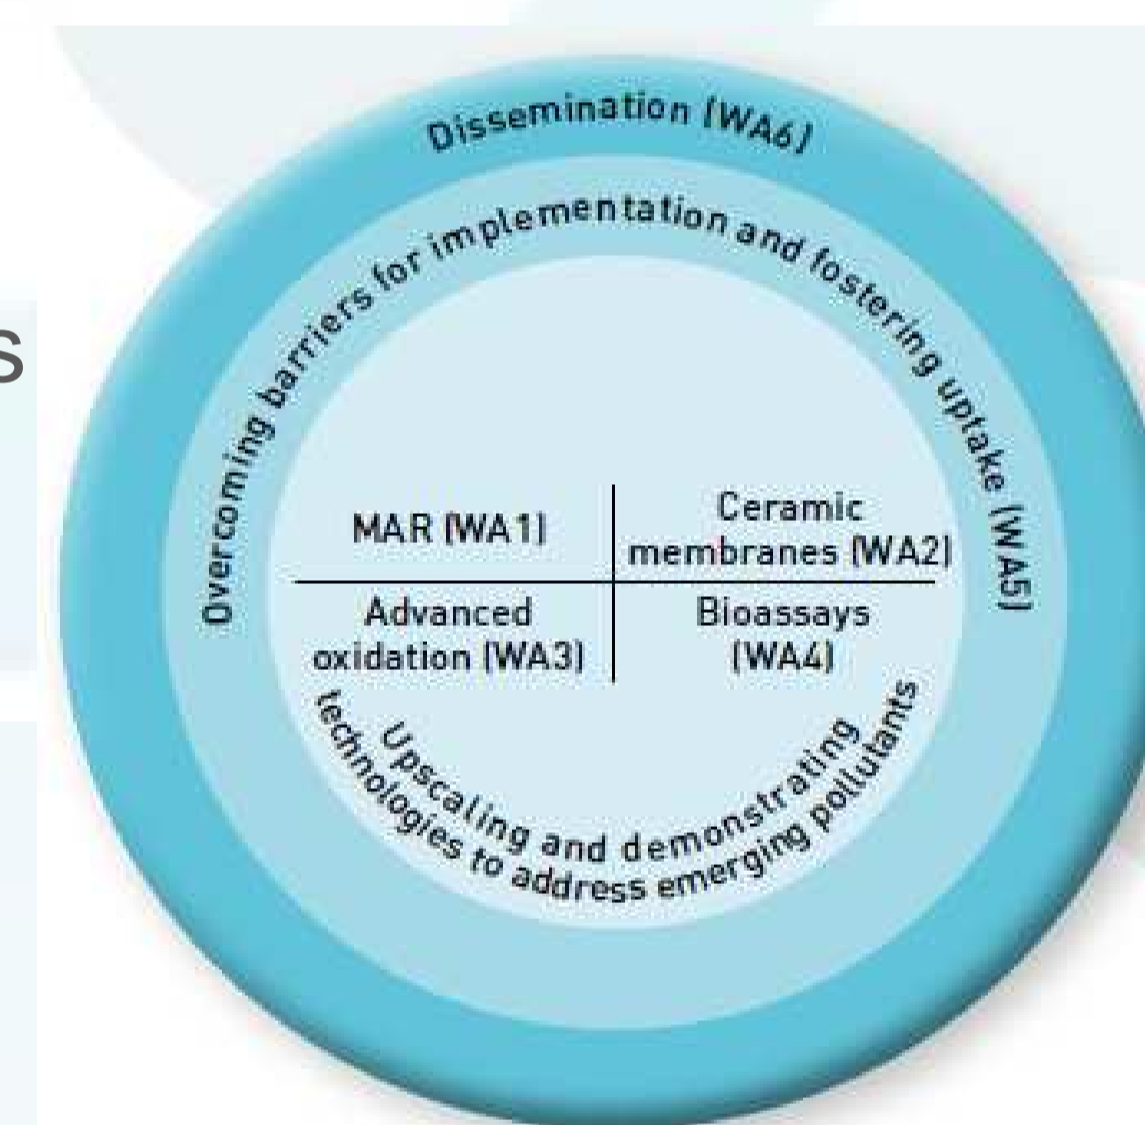 s
Dissemination (WA6)
Overcoming barriers for implementation and fostering uptake (WA5)
MAR (WA1)
Ceramic
membranes (WA2)
Advanced
oxidation (WA3)
Bioassays
(WA4)
Upscaling and demonstrating
technologies to address emerging pollutants